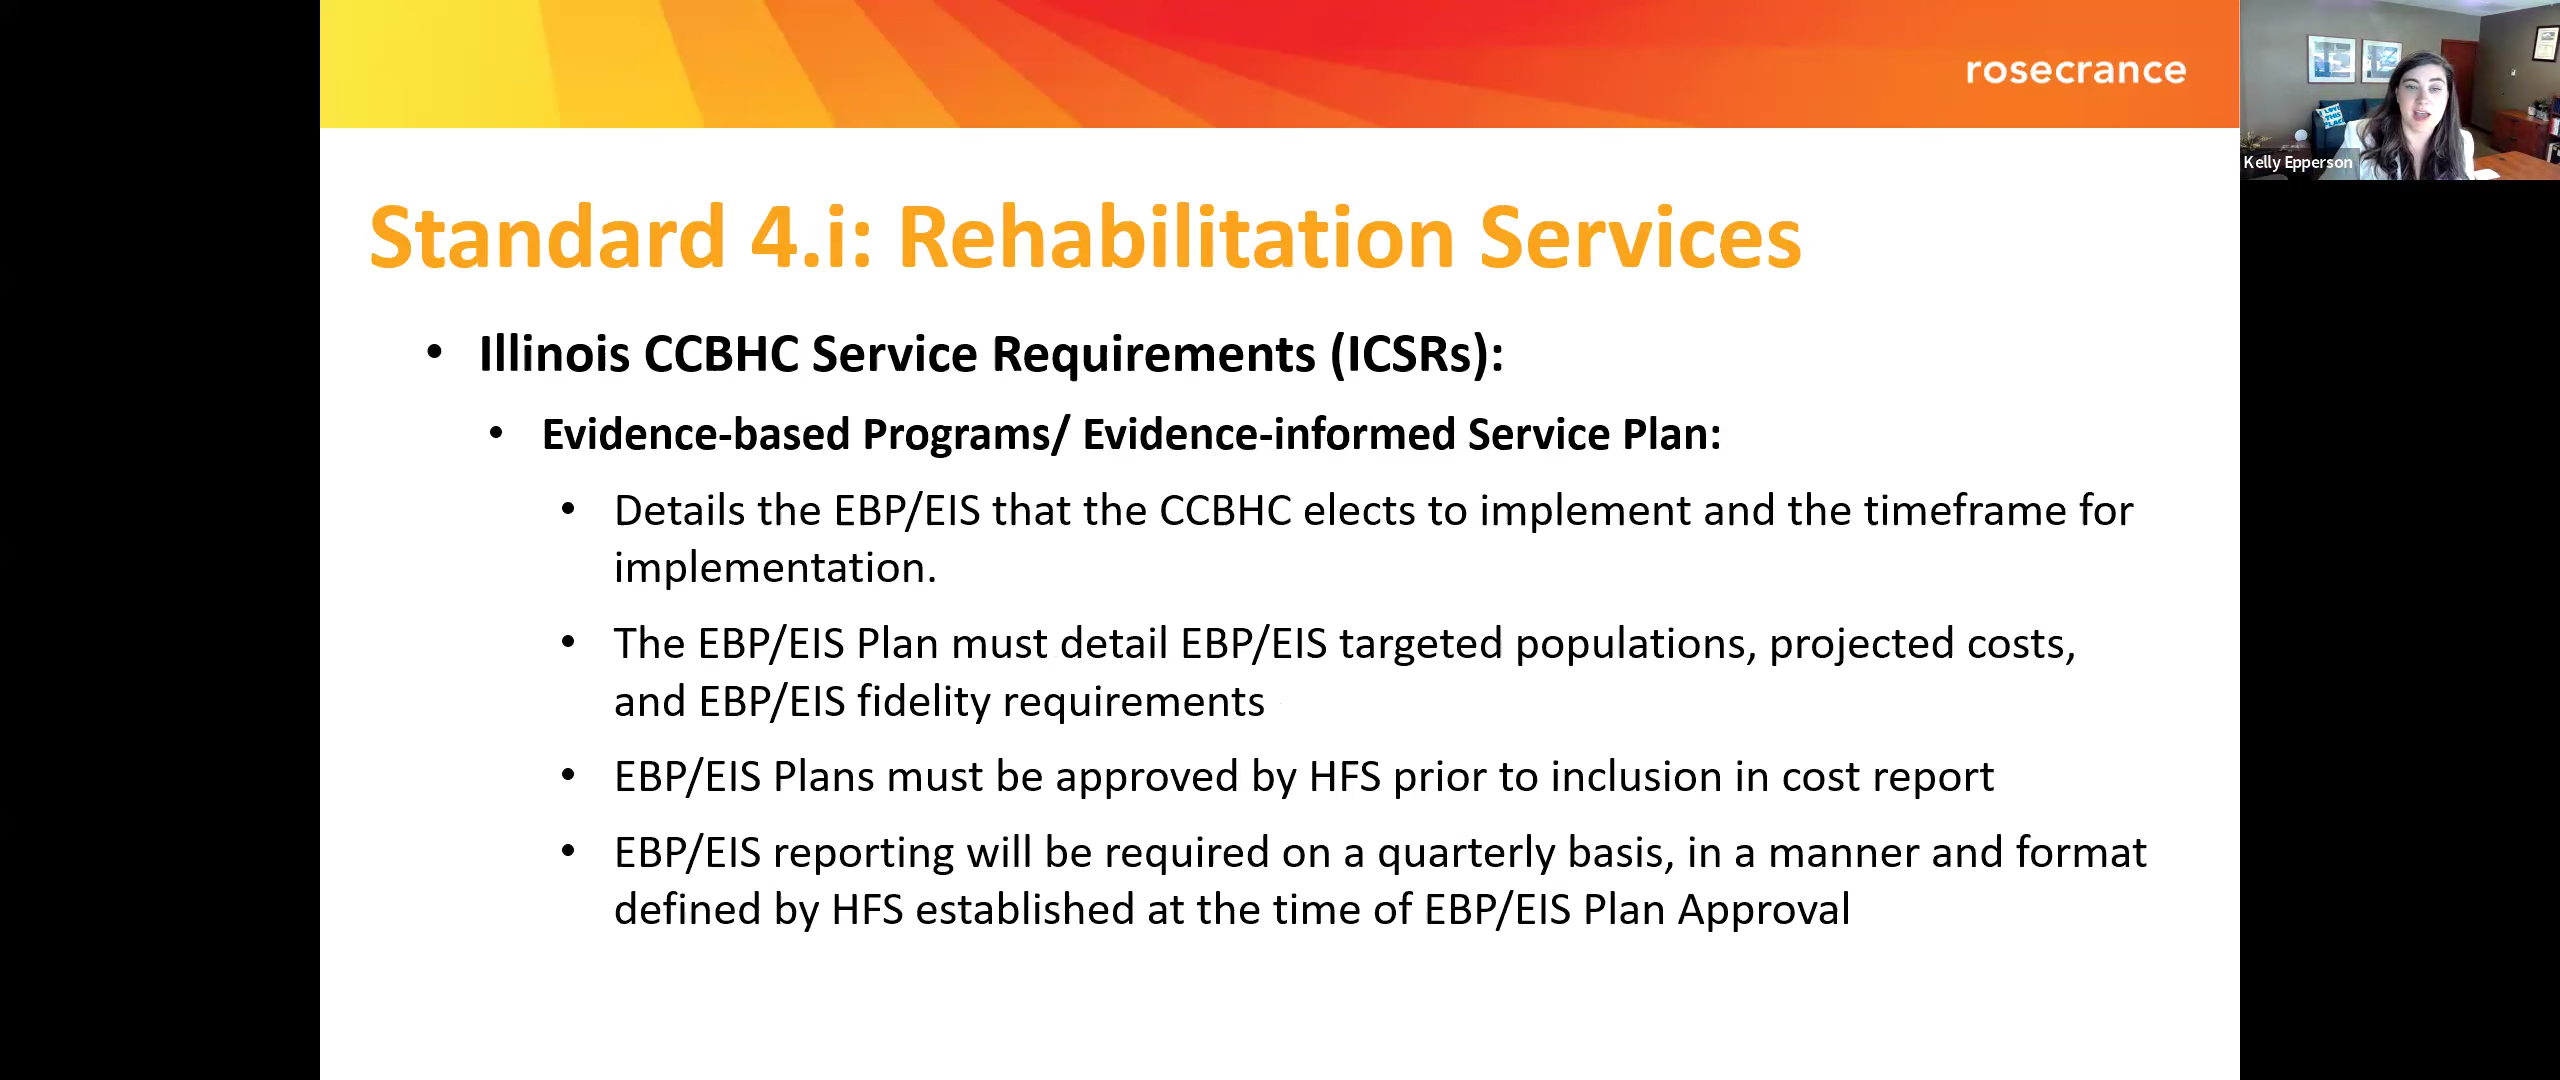 rosecrance
Kelly Epperson
Standard 4.i: Rehabilitation Services
• Illinois CCBHC Service Requirements (ICSRs):
• Evidence-based Programs/ Evidence-informed Service Plan:
• Details the EBP/EIS that the CCBHC elects to implement and the timeframe for
implementation.
• The EBP/EIS Plan must detail EBP/EIS targeted populations, projected costs,
and EBP/EIS fidelity requirements
• EBP/EIS Plans must be approved by HFS prior to inclusion in cost report
• EBP/EIS reporting will be required on a quarterly basis, in a manner and format
defined by HFS established at the time of EBP/EIS Plan Approval